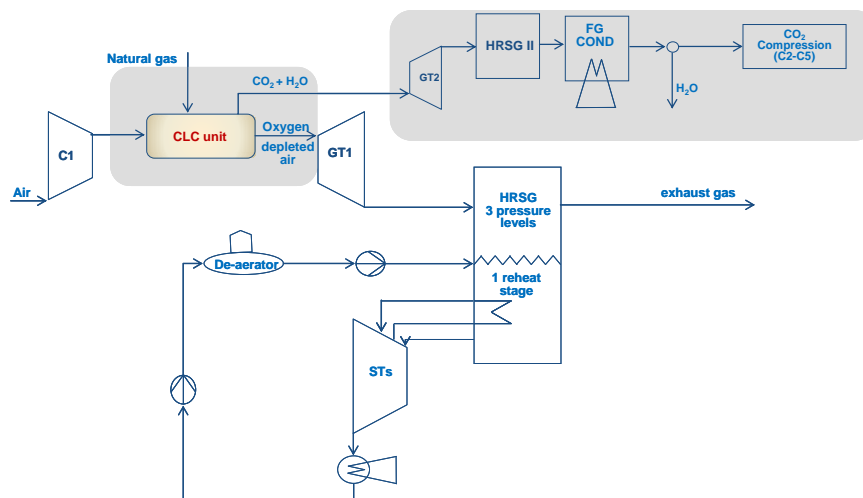 Natural gas
CO2 + H2O
CLC unit
Oxygen
depleted
air
C1
Air
GT1
GT2
HRSG II
FG
COND
H2O
CO2
Compression
(C2-C5)
HRSG
3 pressure
levels
exhaust gas
De-aerator
1 reheat
stage
STs